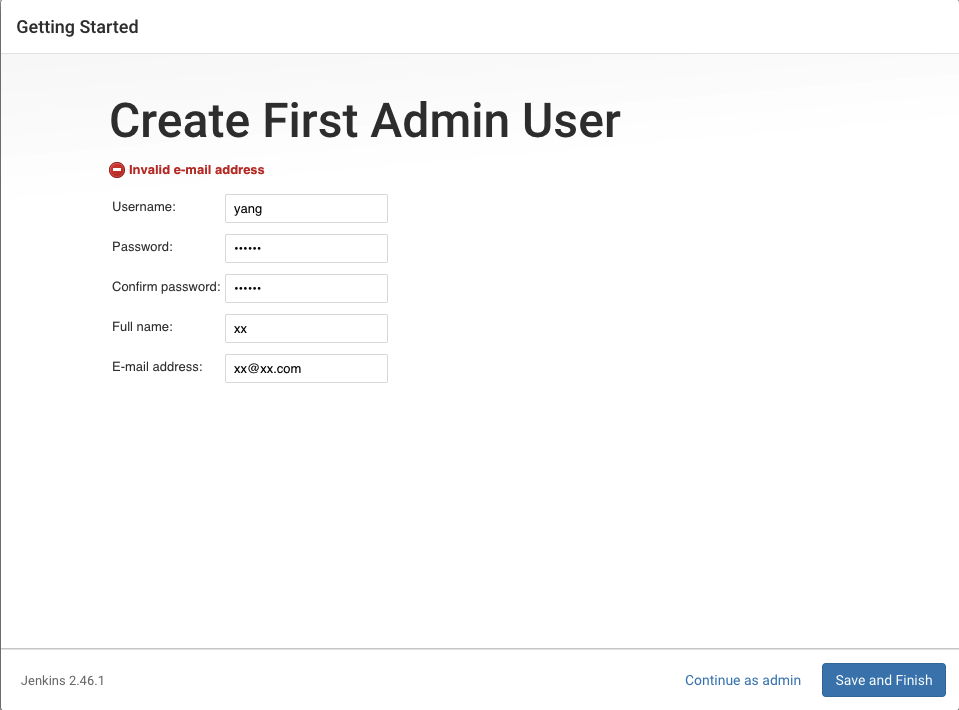 Getting Started
Create First Admin User
Invalid e-mail address
Username: yang
Password: ••••••
Confirm password: ••••••
Full name: xx
E-mail address: xx@xx.com
Jenkins 2.46.1 Continue as admin Save and Finish